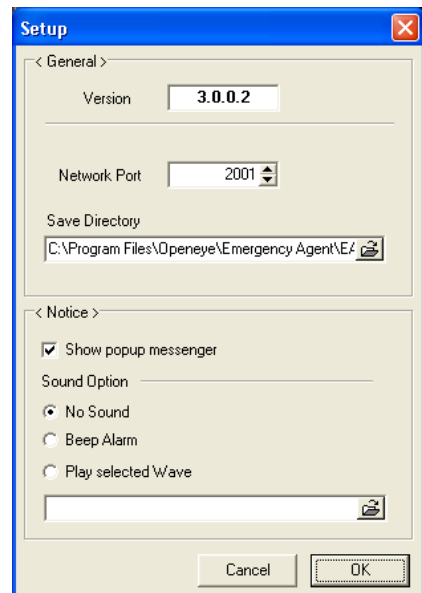 Setup
< General >
Version 3.0.0.2
Network Port 2001
Save Directory
C:\Program Files\Openeye\Emergency Agent\EA
< Notice >
Show popup messenger
Sound Option
No Sound
Beep Alarm
Play selected Wave
Cancel OK